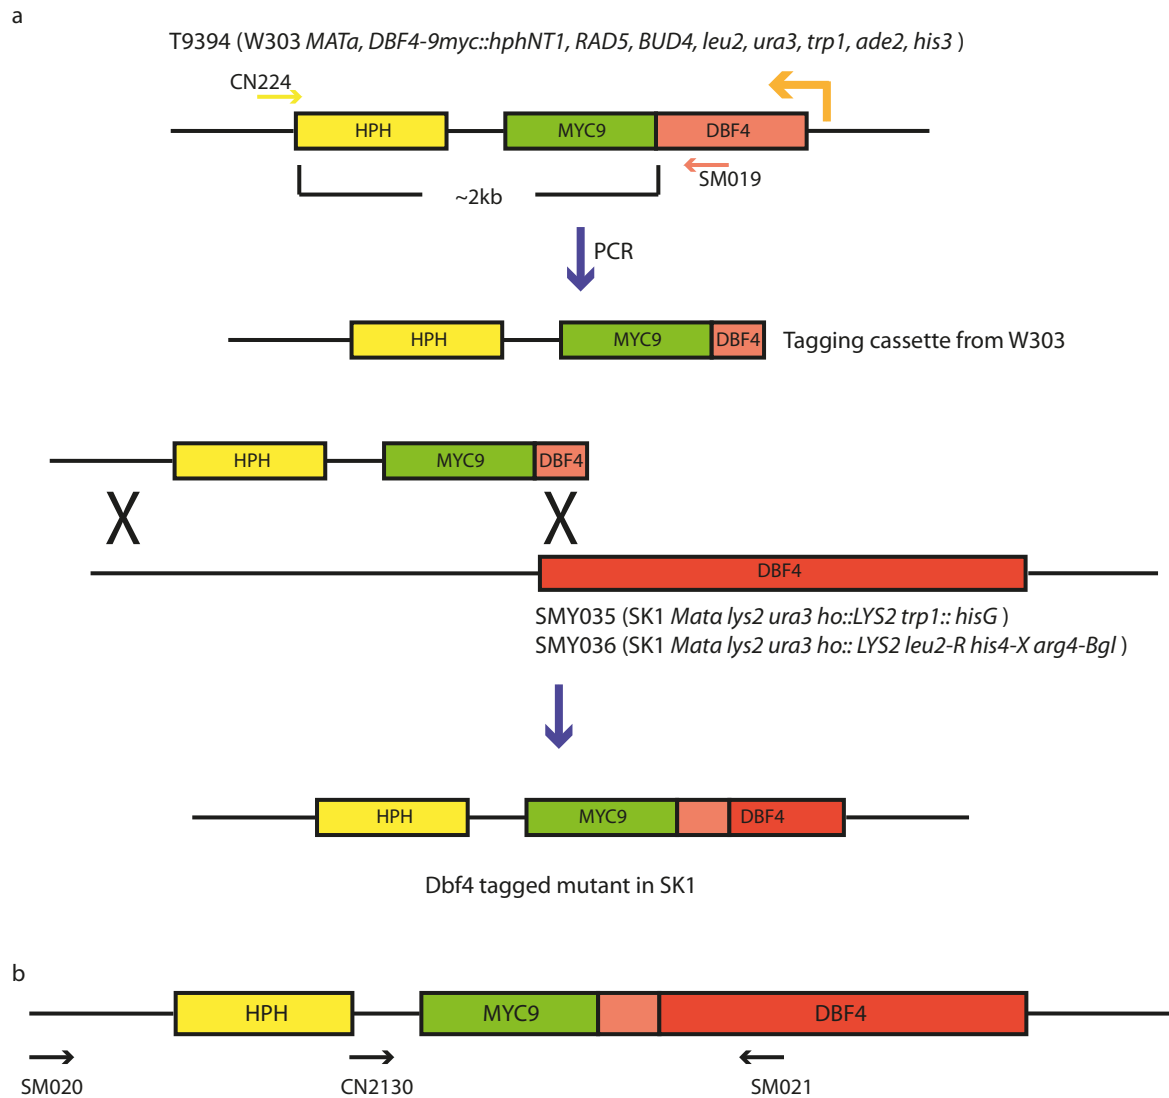 a
T9394 (W303 MATa, DBF4-9myc::hphNT1, RAD5, BUD4, leu2, ura3, trp1, ade2, his3 )
CN224
HPH
MYC9
DBF4
SM019
~2kb
PCR
HPH
MYC9
DBF4
Tagging cassette from W303
HPH
MYC9
DBF4
DBF4
SMY035 (SK1 Mata lys2 ura3 ho::LYS2 trp1:: hisG )
SMY036 (SK1 Mata lys2 ura3 ho:: LYS2 leu2-R his4-X arg4-Bgl )
HPH
MYC9
DBF4
Dbf4 tagged mutant in SK1
b
HPH
MYC9
DBF4
SM020
CN2130
SM021